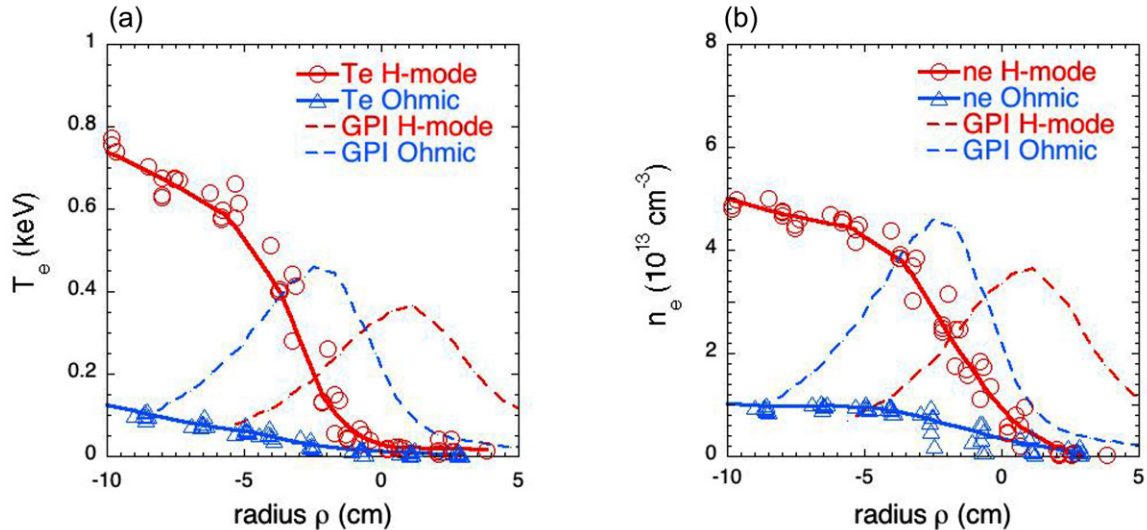 (a)
1
0.8
0.6
0.4
0.2
0
T_e (keV)
Te H-mode
Te Ohmic
GPI H-mode
GPI Ohmic
-10 -5 0 5
radius ρ (cm)
(b)
8
6
4
2
0
n_e (10^13 cm^-3)
ne H-mode
ne Ohmic
GPI H-mode
GPI Ohmic
-10 -5 0 5
radius ρ (cm)